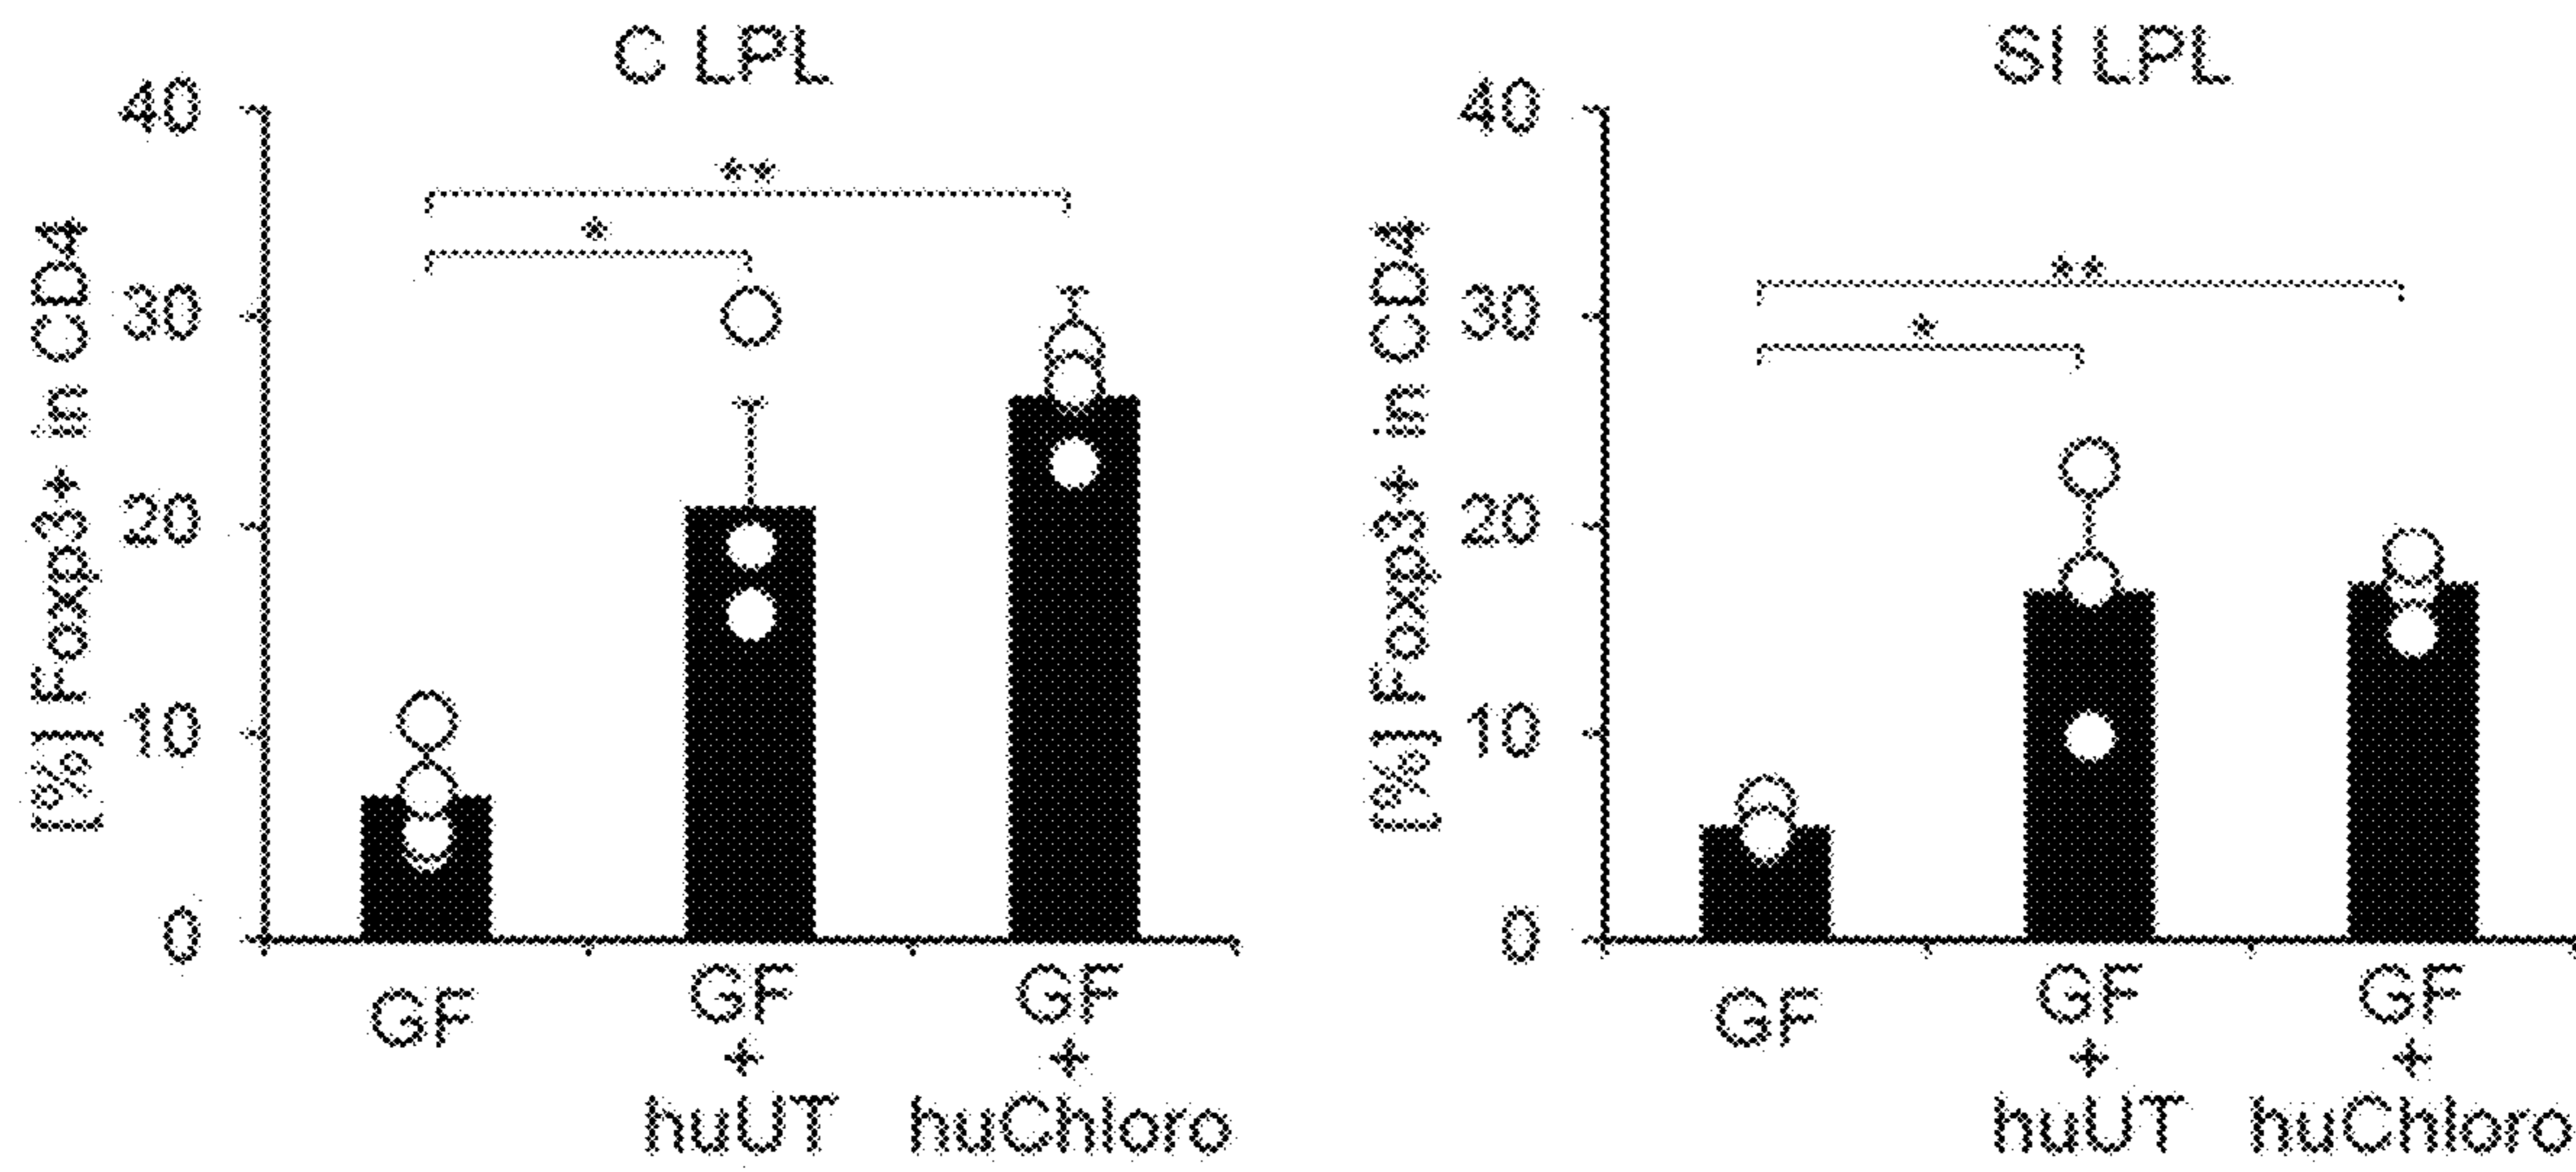 C LPL
[%] Foxp3+ in CD4
40
30
20
10
0
**
*
GF
GF
+
huUT
GF
+
huChloro
SI LPL
[%] Foxp3+ in CD4
40
30
20
10
0
**
*
GF
GF
+
huUT
GF
+
huChloro